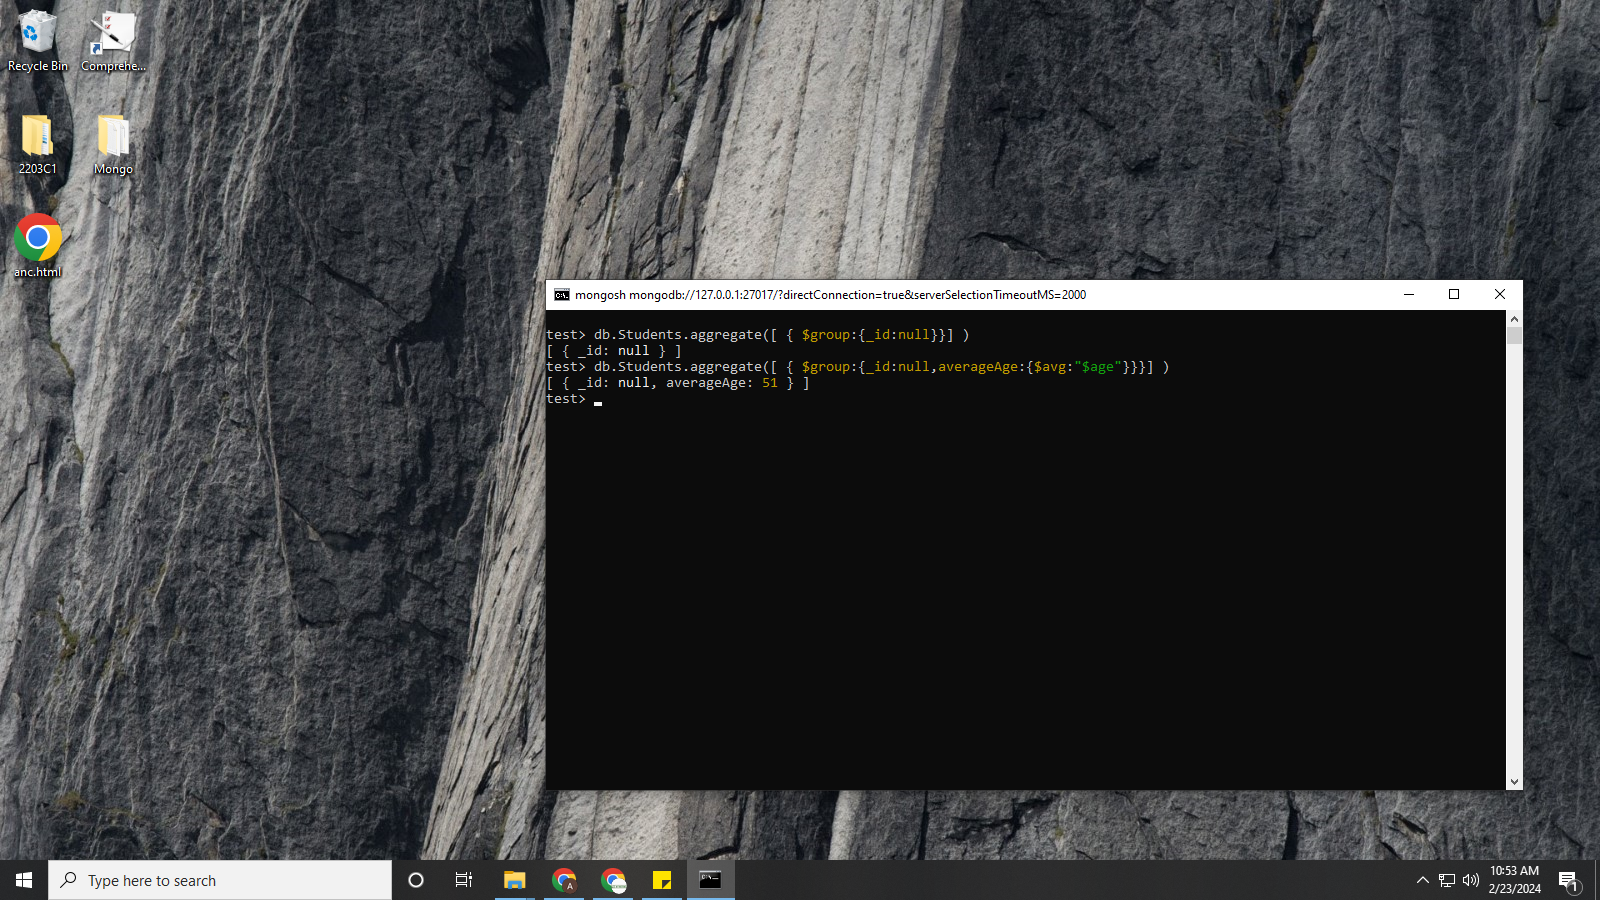 Recycle Bin
Comprehe...
2203C1
Mongo
anc.html
mongosh mongodb://127.0.0.1:27017/?directConnection=true&serverSelectionTimeoutMS=2000
test> db.Students.aggregate([ { $group:{_id:null}}] )
[ { _id: null } ]
test> db.Students.aggregate([ { $group:{_id:null,averageAge:{$avg:"$age"}}}] )
[ { _id: null, averageAge: 51 } ]
test>
Type here to search
A
10:53 AM
2/23/2024
1